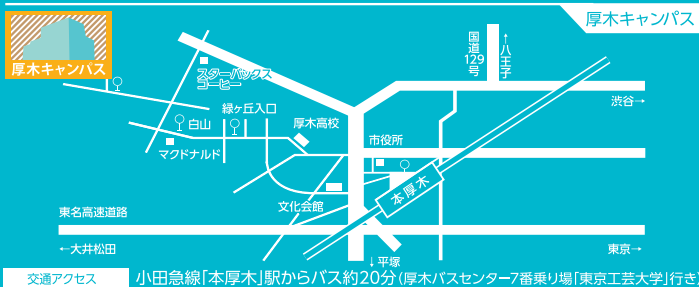 厚木キャンパス
国道129号
↑八王子
厚木キャンパス
スターバックス
コーヒー
渋谷→
緑ヶ丘入口
白山
厚木高校
市役所
マクドナルド
本厚木
文化会館
東名高速道路
←大井松田
東京→
↓平塚
交通アクセス
小田急線「本厚木」駅からバス約20分(厚木バスセンター7番乗り場「東京工芸大学」行き)